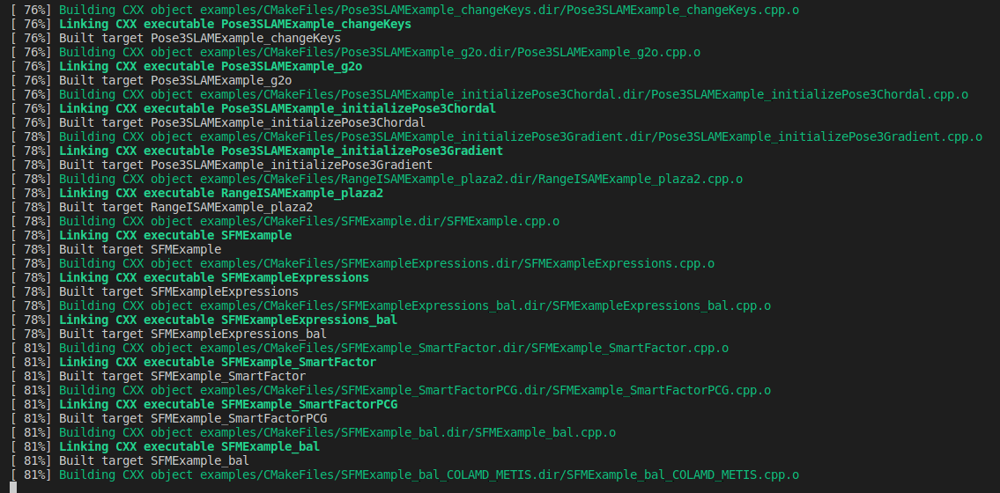 [ 76%] Building CXX object examples/CMakeFiles/Pose3SLAMExample_changeKeys.dir/Pose3SLAMExample_changeKeys.cpp.o
[ 76%] Linking CXX executable Pose3SLAMExample_changeKeys
[ 76%] Built target Pose3SLAMExample_changeKeys
[ 76%] Building CXX object examples/CMakeFiles/Pose3SLAMExample_g2o.dir/Pose3SLAMExample_g2o.cpp.o
[ 76%] Linking CXX executable Pose3SLAMExample_g2o
[ 76%] Built target Pose3SLAMExample_g2o
[ 76%] Building CXX object examples/CMakeFiles/Pose3SLAMExample_initializePose3Chordal.dir/Pose3SLAMExample_initializePose3Chordal.cpp.o
[ 76%] Linking CXX executable Pose3SLAMExample_initializePose3Chordal
[ 76%] Built target Pose3SLAMExample_initializePose3Chordal
[ 78%] Building CXX object examples/CMakeFiles/Pose3SLAMExample_initializePose3Gradient.dir/Pose3SLAMExample_initializePose3Gradient.cpp.o
[ 78%] Linking CXX executable Pose3SLAMExample_initializePose3Gradient
[ 78%] Built target Pose3SLAMExample_initializePose3Gradient
[ 78%] Building CXX object examples/CMakeFiles/RangeISAMExample_plaza2.dir/RangeISAMExample_plaza2.cpp.o
[ 78%] Linking CXX executable RangeISAMExample_plaza2
[ 78%] Built target RangeISAMExample_plaza2
[ 78%] Building CXX object examples/CMakeFiles/SFMExample.dir/SFMExample.cpp.o
[ 78%] Linking CXX executable SFMExample
[ 78%] Built target SFMExample
[ 78%] Building CXX object examples/CMakeFiles/SFMExampleExpressions.dir/SFMExampleExpressions.cpp.o
[ 78%] Linking CXX executable SFMExampleExpressions
[ 78%] Built target SFMExampleExpressions
[ 78%] Building CXX object examples/CMakeFiles/SFMExampleExpressions_bal.dir/SFMExampleExpressions_bal.cpp.o
[ 78%] Linking CXX executable SFMExampleExpressions_bal
[ 78%] Built target SFMExampleExpressions_bal
[ 81%] Building CXX object examples/CMakeFiles/SFMExample_SmartFactor.dir/SFMExample_SmartFactor.cpp.o
[ 81%] Linking CXX executable SFMExample_SmartFactor
[ 81%] Built target SFMExample_SmartFactor
[ 81%] Building CXX object examples/CMakeFiles/SFMExample_SmartFactorPCG.dir/SFMExample_SmartFactorPCG.cpp.o
[ 81%] Linking CXX executable SFMExample_SmartFactorPCG
[ 81%] Built target SFMExample_SmartFactorPCG
[ 81%] Building CXX object examples/CMakeFiles/SFMExample_bal.dir/SFMExample_bal.cpp.o
[ 81%] Linking CXX executable SFMExample_bal
[ 81%] Built target SFMExample_bal
[ 81%] Building CXX object examples/CMakeFiles/SFMExample_bal_COLAMD_METIS.dir/SFMExample_bal_COLAMD_METIS.cpp.o